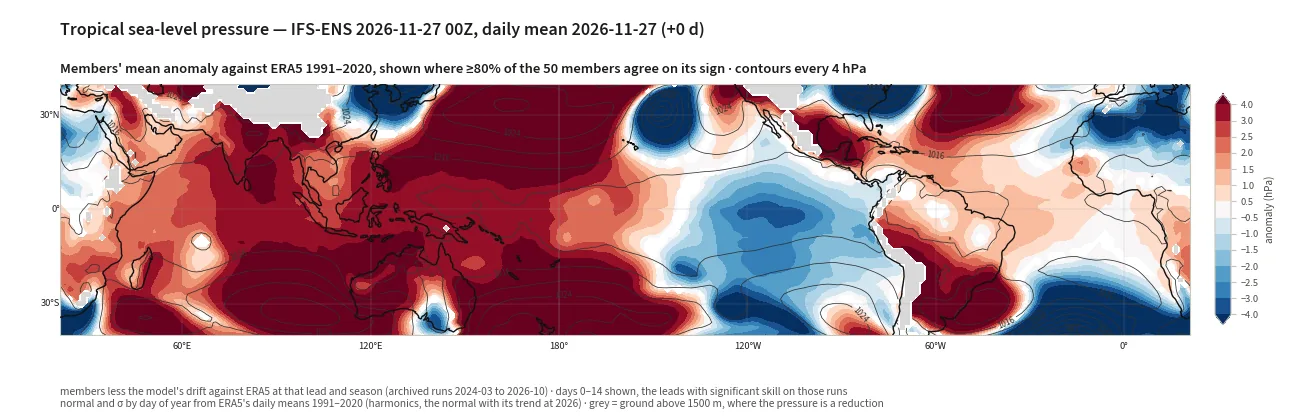 Tropical sea-level pressure — IFS-ENS 2026-11-27 00Z, daily mean 2026-11-27 (+0 d)
Members' mean anomaly against ERA5 1991–2020, shown where ≥80% of the 50 members agree on its sign · contours every 4 hPa
30°N
0°
30°S
60°E
120°E
180°
120°W
60°W
0°
1016
1024
1024
1016
1024
1016
4.0
3.0
2.5
2.0
1.5
1.0
0.5
−0.5
−1.0
−1.5
−2.0
−2.5
−3.0
−4.0
anomaly (hPa)
members less the model's drift against ERA5 at that lead and season (archived runs 2024-03 to 2026-10) · days 0–14 shown, the leads with significant skill on those runs
normal and σ by day of year from ERA5's daily means 1991–2020 (harmonics, the normal with its trend at 2026) · grey = ground above 1500 m, where the pressure is a reduction